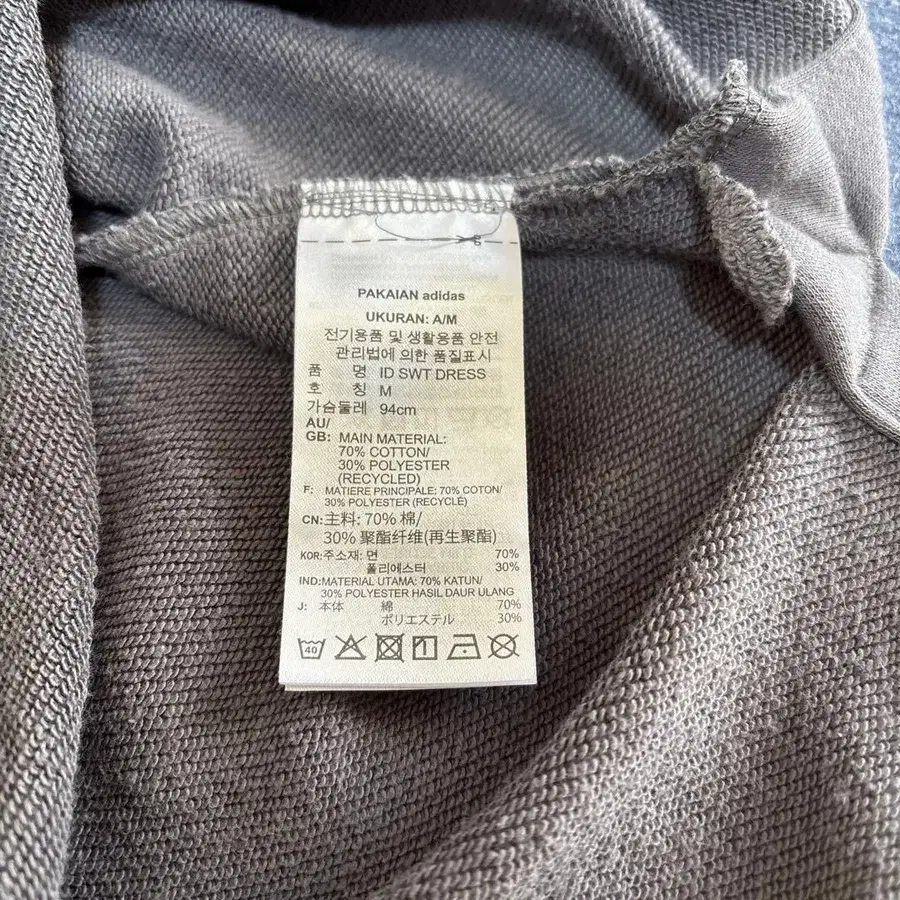 PAKAIAN adidas
UKURAN: A/M
전기용품 및 생활용품 안전
관리법에 의한 품질표시
품 명 ID SWT DRESS
호 칭 M
가슴둘레 94cm
AU/
GB: MAIN MATERIAL:
70% COTTON/
30% POLYESTER
(RECYCLED)
F: MATIERE PRINCIPALE: 70% COTON/
30% POLYESTER (RECYCLÉ)
CN:主料: 70% 棉/
30% 聚酯纤维(再生聚酯)
KOR:주소재: 면 70%
폴리에스터 30%
IND:MATERIAL UTAMA: 70% KATUN/
30% POLYESTER HASIL DAUR ULANG
J: 本体 綿 70%
ポリエステル 30%
40